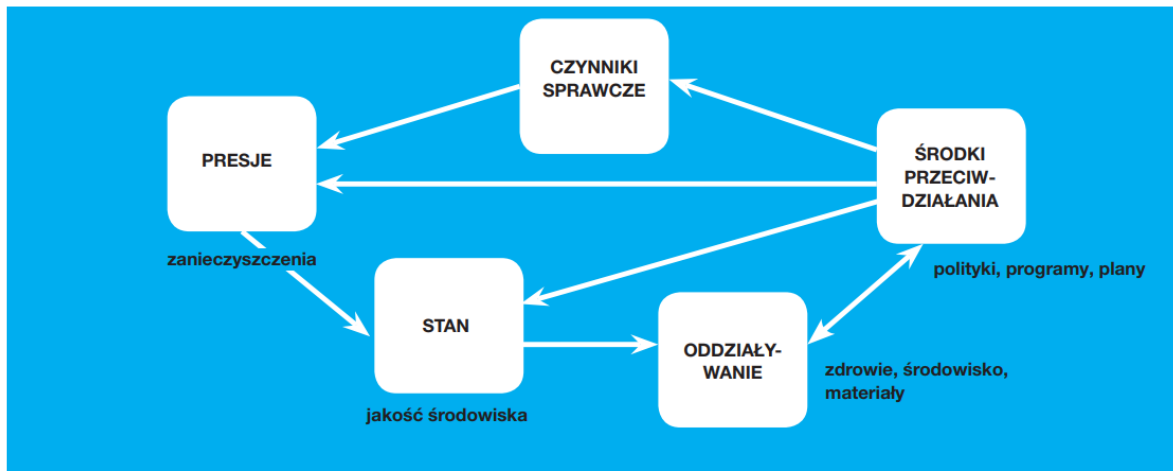 CZYNNIKI
SPRAWCZE
PRESJE
ŚRODKI
PRZECIW-
DZIAŁANIA
zanieczyszczenia
polityki, programy, plany
STAN
ODDZIAŁY-
WANIE
zdrowie, środowisko,
materiały
jakość środowiska